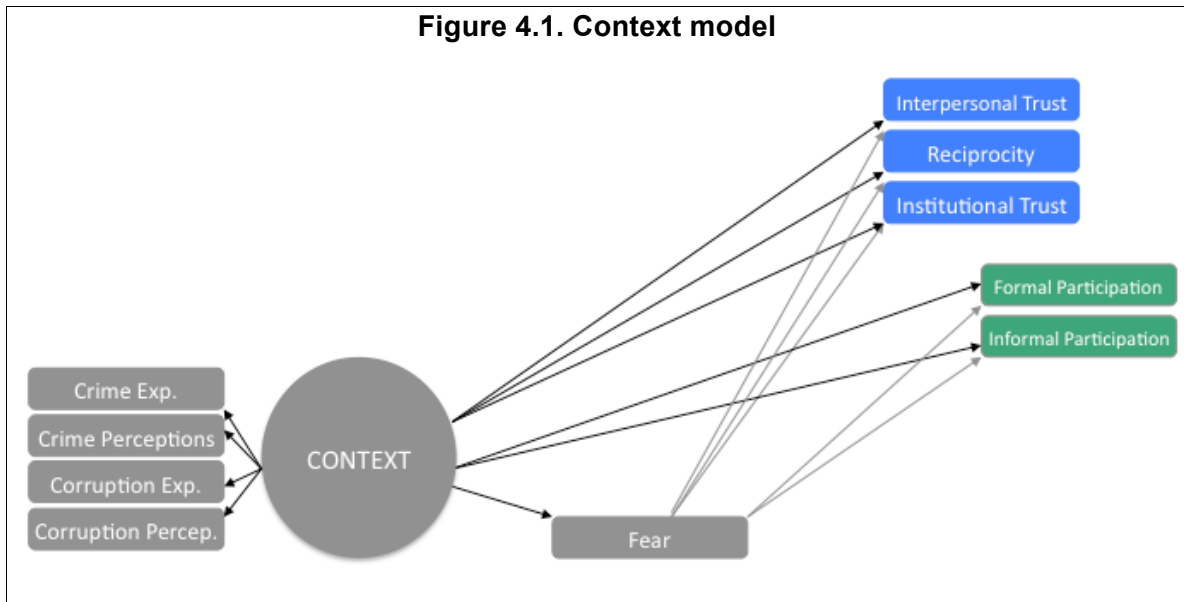 Figure 4.1. Context model
Interpersonal Trust
Reciprocity
Institutional Trust
Formal Participation
Informal Participation
Crime Exp.
Crime Perceptions
Corruption Exp.
Corruption Percep.
CONTEXT
Fear